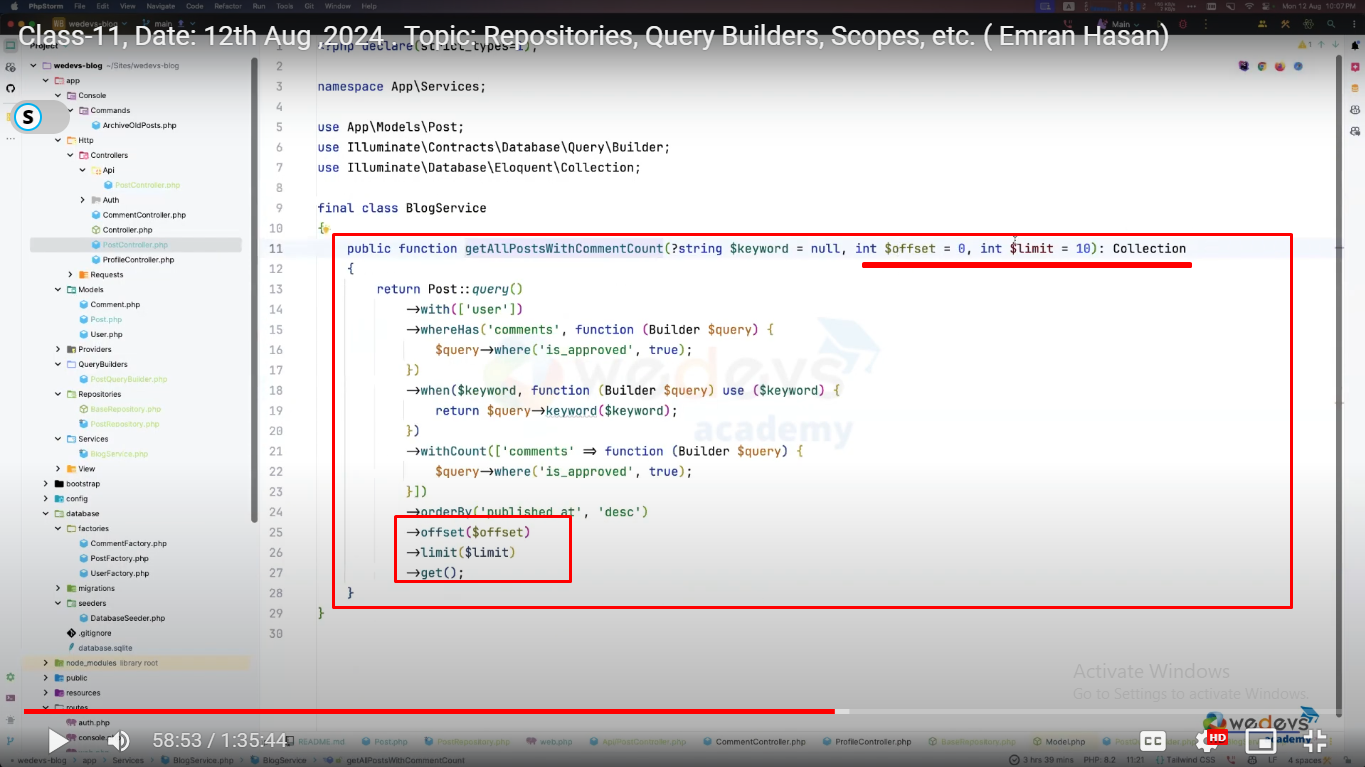 PhpStorm File Edit View Navigate Code Refactor Run Tools Git Window Help
Mon 12 Aug 10:07 PM
WB wedevs-blog main
Main
Class-11, Date: 12th Aug ,2024 , Topic: Repositories, Query Builders, Scopes, etc. ( Emran Hasan)
Project
S
wedevs-blog ~/Sites/wedevs-blog
app
Console
Commands
ArchiveOldPosts.php
Http
Controllers
Api
PostController.php
Auth
CommentController.php
Controller.php
PostController.php
ProfileController.php
Requests
Models
Comment.php
Post.php
User.php
Providers
QueryBuilders
PostQueryBuilder.php
Repositories
BaseRepository.php
PostRepository.php
Services
BlogService.php
View
bootstrap
config
database
factories
CommentFactory.php
PostFactory.php
UserFactory.php
migrations
seeders
DatabaseSeeder.php
.gitignore
database.sqlite
node_modules library root
public
resources
routes
auth.php
console.php
1 <?php declare(strict_types=1);
2
3 namespace App\Services;
4
5 use App\Models\Post;
6 use Illuminate\Contracts\Database\Query\Builder;
7 use Illuminate\Database\Eloquent\Collection;
8
9 final class BlogService
10 {
11 public function getAllPostsWithCommentCount(?string $keyword = null, int $offset = 0, int $limit = 10): Collection
12 {
13 return Post::query()
14 ->with(['user'])
15 ->whereHas('comments', function (Builder $query) {
16 $query->where('is_approved', true);
17 })
18 ->when($keyword, function (Builder $query) use ($keyword) {
19 return $query->keyword($keyword);
20 })
21 ->withCount(['comments' => function (Builder $query) {
22 $query->where('is_approved', true);
23 }])
24 ->orderBy('published_at', 'desc')
25 ->offset($offset)
26 ->limit($limit)
27 ->get();
28 }
29 }
30
wedevs
academy
Activate Windows
Go to Settings to activate Windows.
wedevs
academy
58:53 / 1:35:44
CC
HD
README.md Post.php PostRepository.php web.php ApiPostController.php CommentController.php ProfileController.php BaseRepository.php Model.php
wedevs-blog app Services BlogService.php BlogService getAllPostsWithCommentCount
3 hrs 39 mins PHP: 8.2 11:21 Tailwind CSS LF 4 spaces